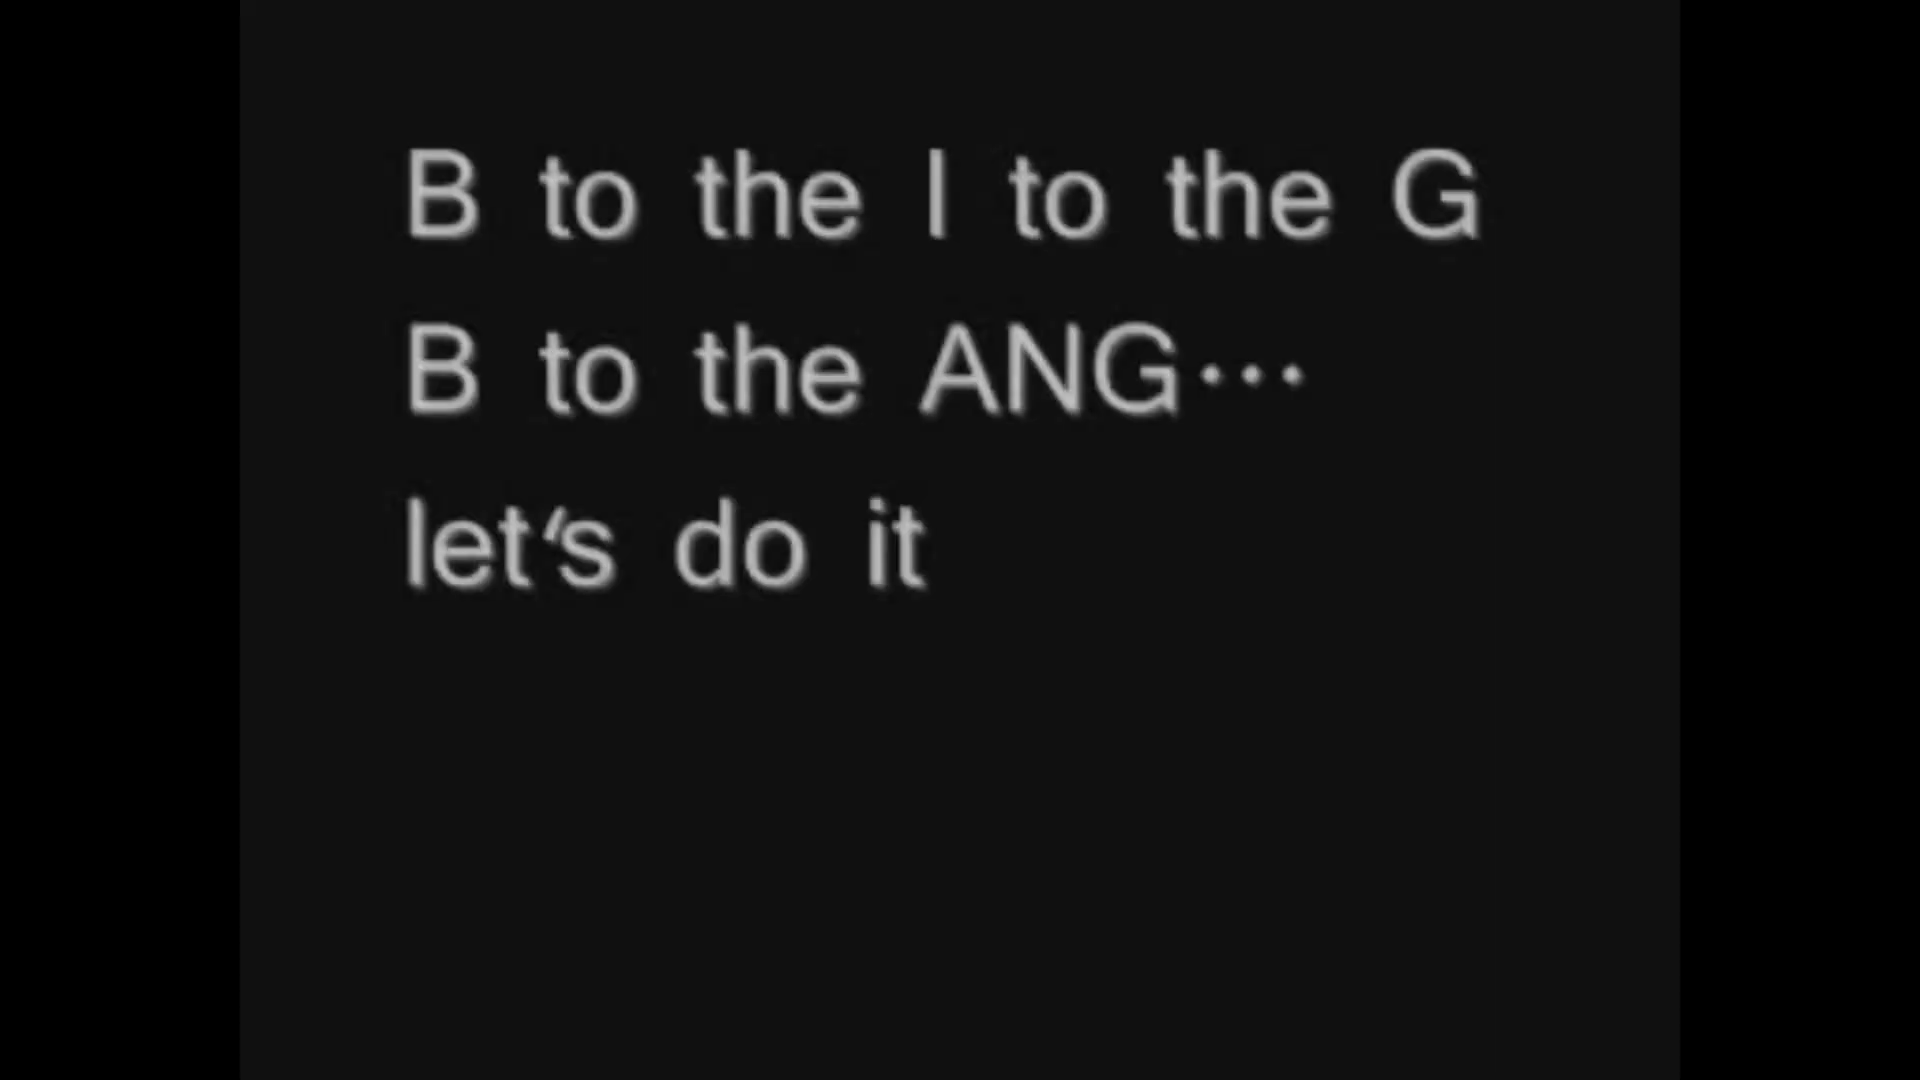 B to the I to the G
B to the ANG…
let‘s do it